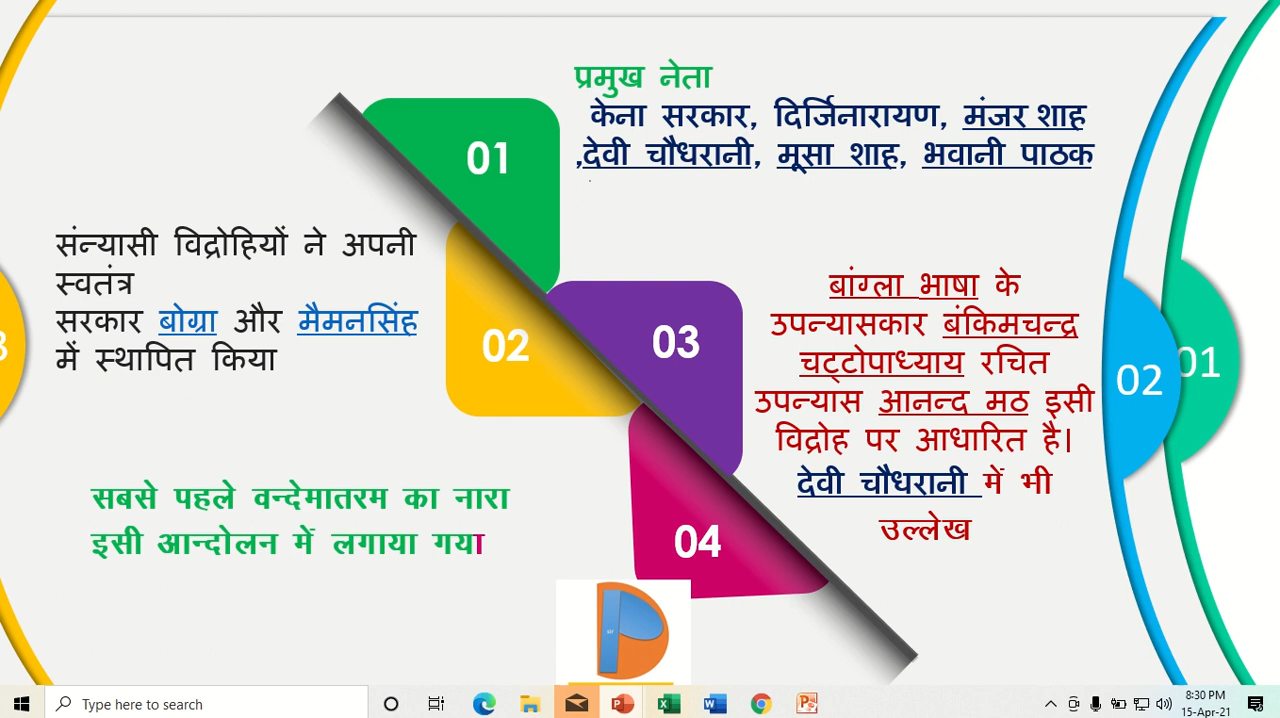 प्रमुख नेता
केना सरकार, दिर्जिनारायण, मंजर शाह
,देवी चौधरानी, मूसा शाह, भवानी पाठक
01
संन्यासी विद्रोहियों ने अपनी
स्वतंत्र
सरकार बोग्रा और मैमनसिंह
में स्थापित किया
02
03
बांग्ला भाषा के
उपन्यासकार बंकिमचन्द्र
चट्टोपाध्याय रचित
उपन्यास आनन्द मठ इसी
विद्रोह पर आधारित है।
देवी चौधरानी में भी
उल्लेख
02
01
3
सबसे पहले वन्देमातरम का नारा
इसी आन्दोलन में लगाया गया
04
sir
Type here to search
8:30 PM
15-Apr-21